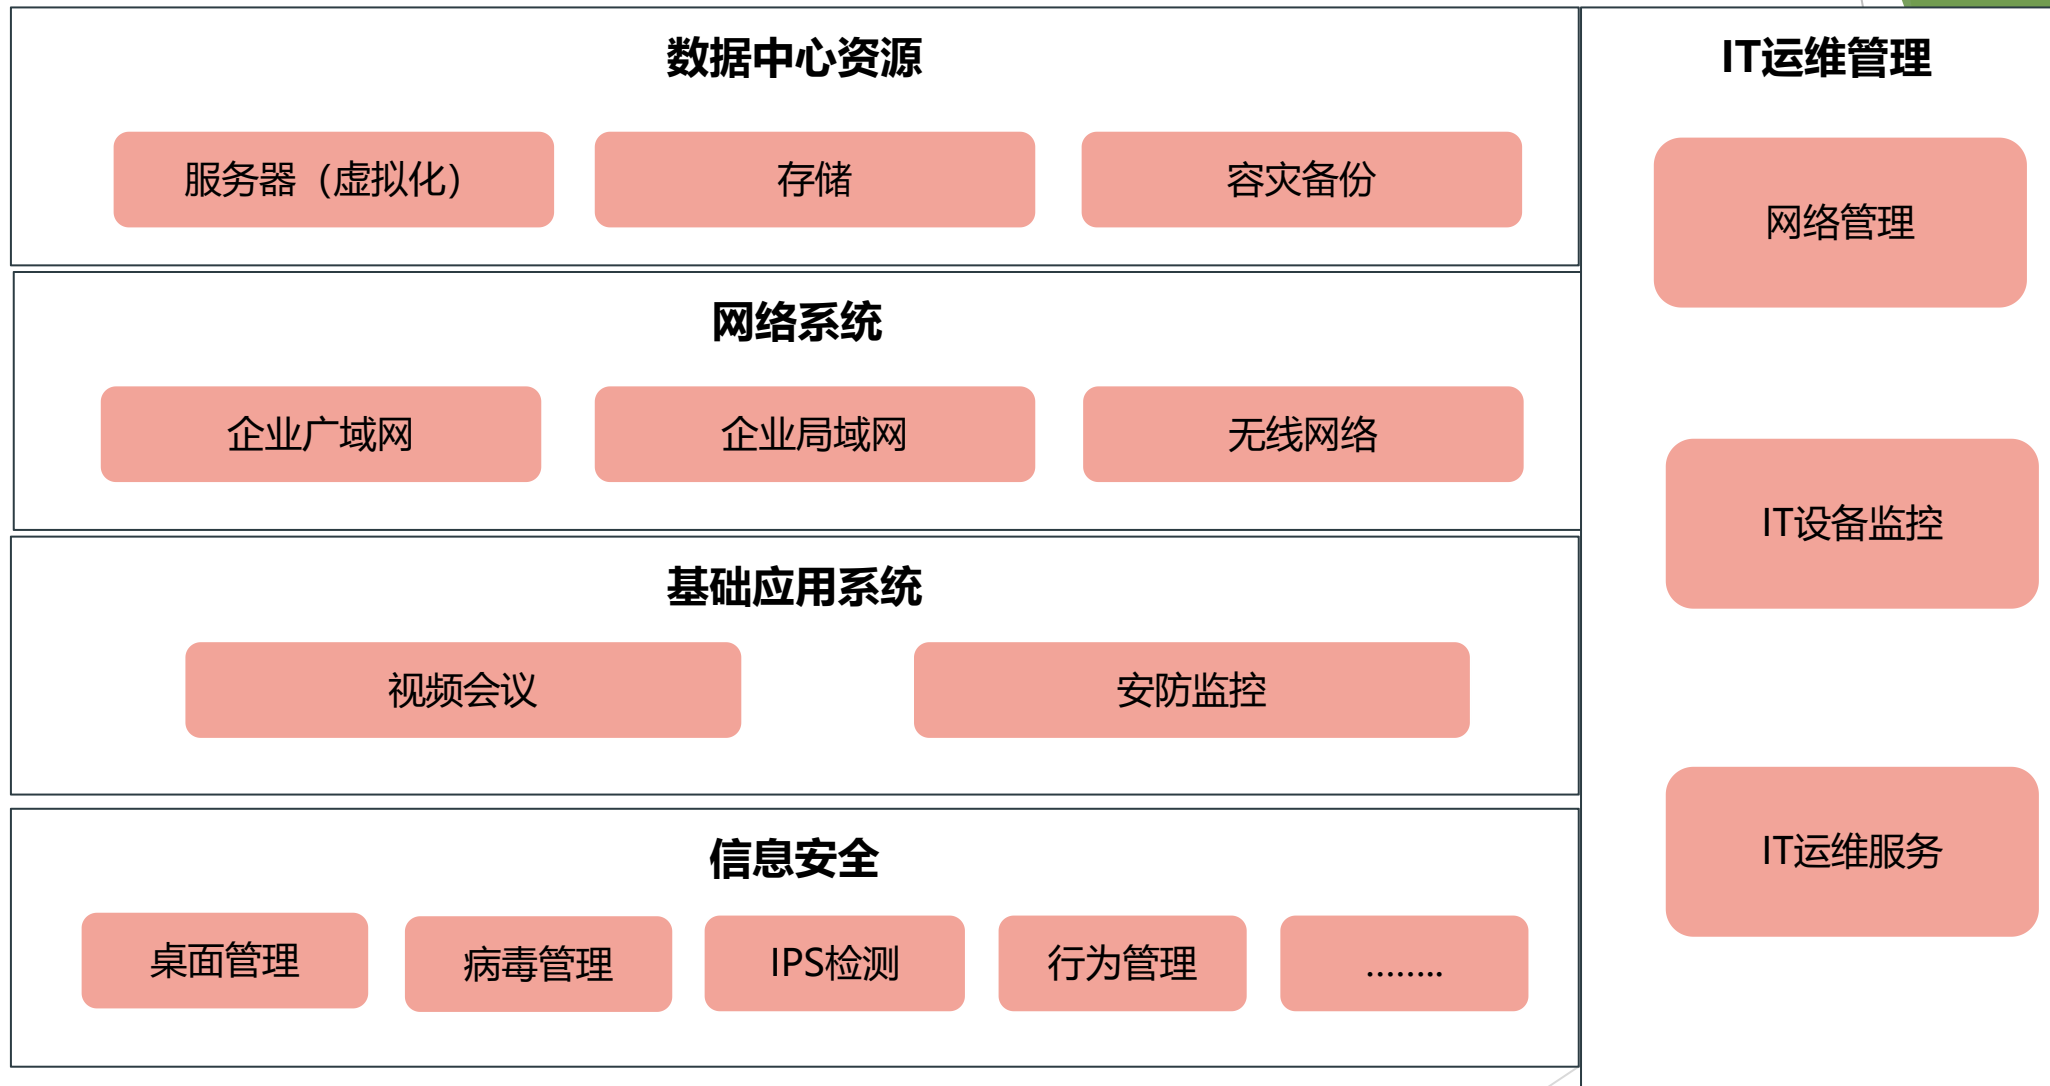 数据中心资源
服务器（虚拟化）
存储
容灾备份
网络系统
企业广域网
企业局域网
无线网络
基础应用系统
视频会议
安防监控
信息安全
桌面管理
病毒管理
IPS检测
行为管理
........
IT运维管理
网络管理
IT设备监控
IT运维服务